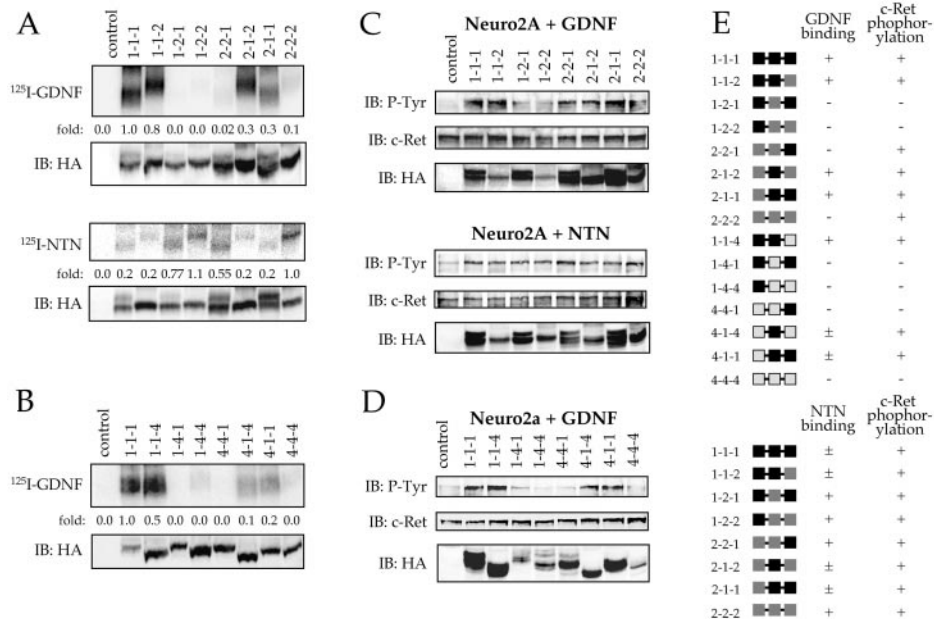 A
control 1-1-1 1-1-2 1-2-1 1-2-2 2-2-1 2-1-2 2-1-1 2-2-2
125I-GDNF
fold: 0.0 1.0 0.8 0.0 0.0 0.02 0.3 0.3 0.1
IB: HA
125I-NTN
fold: 0.0 0.2 0.2 0.77 1.1 0.55 0.2 0.2 1.0
IB: HA
B
control 1-1-1 1-1-4 1-4-1 1-4-4 4-4-1 4-1-4 4-1-1 4-4-4
125I-GDNF
fold: 0.0 1.0 0.5 0.0 0.0 0.0 0.1 0.2 0.0
IB: HA
C
Neuro2A + GDNF
control 1-1-1 1-1-2 1-2-1 1-2-2 2-2-1 2-1-2 2-1-1 2-2-2
IB: P-Tyr
IB: c-Ret
IB: HA
Neuro2A + NTN
IB: P-Tyr
IB: c-Ret
IB: HA
D
Neuro2a + GDNF
control 1-1-1 1-1-4 1-4-1 1-4-4 4-4-1 4-1-4 4-1-1 4-4-4
IB: P-Tyr
IB: c-Ret
IB: HA
E
GDNF
binding
c-Ret
phophor-
ylation
1-1-1 + +
1-1-2 + +
1-2-1 - -
1-2-2 - -
2-2-1 - +
2-1-2 + +
2-1-1 + +
2-2-2 - +
1-1-4 + +
1-4-1 - -
1-4-4 - -
4-4-1 - -
4-1-4 ± +
4-1-1 ± +
4-4-4 - -
NTN
binding
c-Ret
phophor-
ylation
1-1-1 ± +
1-1-2 ± +
1-2-1 + +
1-2-2 + +
2-2-1 + +
2-1-2 ± +
2-1-1 ± +
2-2-2 + +